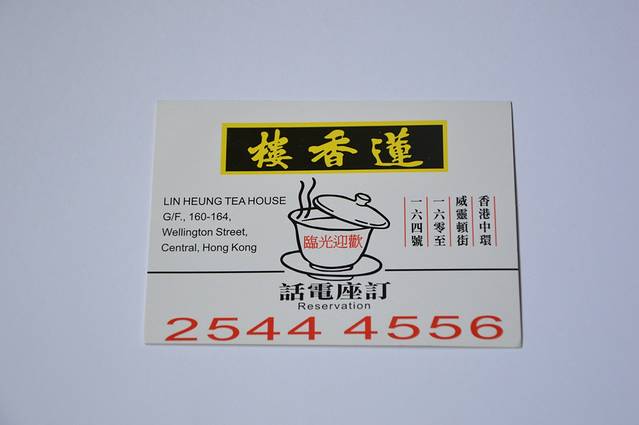 蓮香樓
LIN HEUNG TEA HOUSE
G/F., 160-164,
Wellington Street,
Central, Hong Kong
歡迎光臨
香港中環
威靈頓街
一六零至
一六四號
訂座電話
Reservation
2544 4556